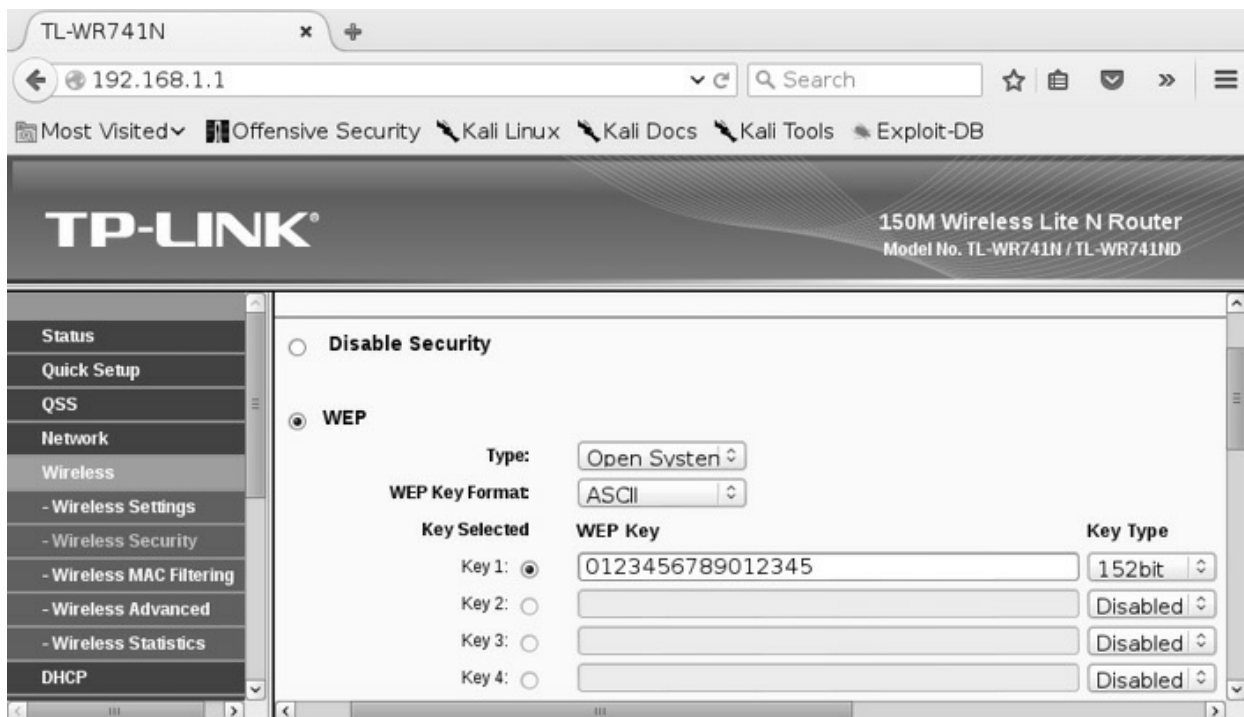 TL-WR741N
192.168.1.1
Search
Most Visited
Offensive Security
Kali Linux
Kali Docs
Kali Tools
Exploit-DB
TP-LINK®
150M Wireless Lite N Router
Model No. TL-WR741N / TL-WR741ND
Status
Quick Setup
QSS
Network
Wireless
- Wireless Settings
- Wireless Security
- Wireless MAC Filtering
- Wireless Advanced
- Wireless Statistics
DHCP
Disable Security
WEP
Type: Open System
WEP Key Format: ASCII
Key Selected WEP Key Key Type
Key 1: 0123456789012345 152bit
Key 2: Disabled
Key 3: Disabled
Key 4: Disabled